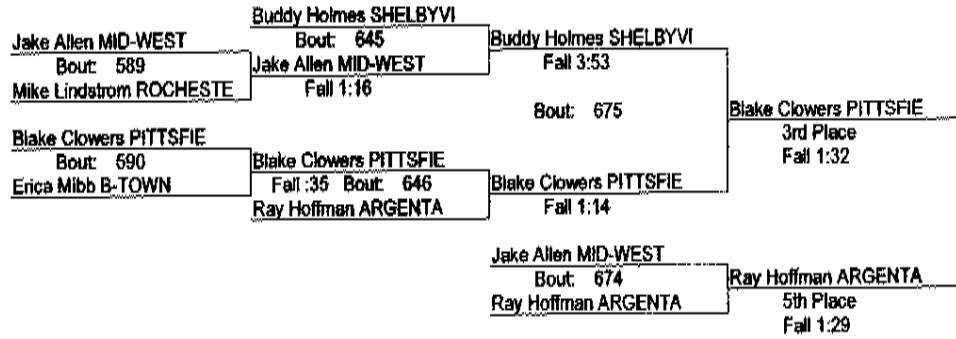 Buddy Holmes SHELBYVI
Jake Allen MID-WEST
Bout: 645
Buddy Holmes SHELBYVI
Bout: 589
Jake Allen MID-WEST
Fall 3:53
Mike Lindstrom ROCHESTE
Fall 1:16
Bout: 675
Blake Clowers PITTSFIE
3rd Place
Fall 1:32
Blake Clowers PITTSFIE
Bout: 590
Blake Clowers PITTSFIE
Erica Mibb B-TOWN
Fall :35 Bout: 646
Blake Clowers PITTSFIE
Ray Hoffman ARGENTA
Fall 1:14
Jake Allen MID-WEST
Bout: 674
Ray Hoffman ARGENTA
Ray Hoffman ARGENTA
5th Place
Fall 1:29